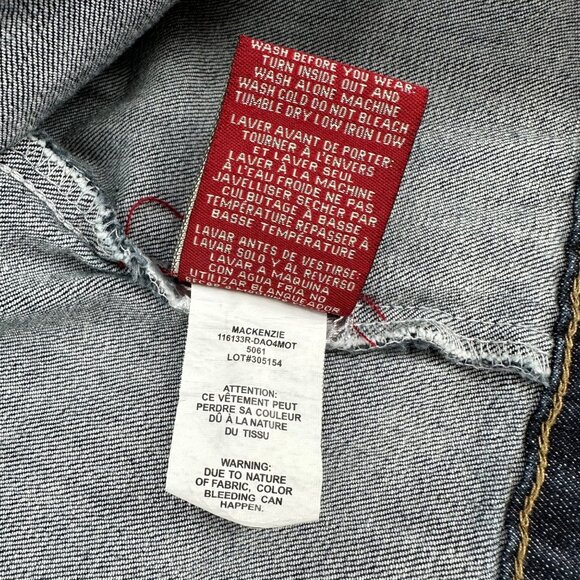 WASH BEFORE YOU WEAR-
TURN INSIDE OUT AND
WASH ALONE MACHINE
WASH COLD DO NOT BLEACH
TUMBLE DRY LOW IRON LOW
LAVER AVANT DE PORTER-
TOURNER À L'ENVERS
ET LAVER SEUL
LAVER À LA MACHINE
À L'EAU FROIDE NE PAS
JAVELLISER SÉCHER PAR
CULBUTAGE À BASSE
TEMPÉRATURE REPASSER À
BASSE TEMPÉRATURE
LAVAR ANTES DE VESTIRSE-
LAVAR SOLO Y AL REVERSO
LAVAR A MAQUINA
CON AGUA FRIA NO
UTILIZAR BLANQUEADOR
MACKENZIE
116133R-DAO4MOT
5061
LOT#305154
ATTENTION:
CE VÊTEMENT PEUT
PERDRE SA COULEUR
DÛ À LA NATURE
DU TISSU
WARNING:
DUE TO NATURE
OF FABRIC, COLOR
BLEEDING CAN
HAPPEN.